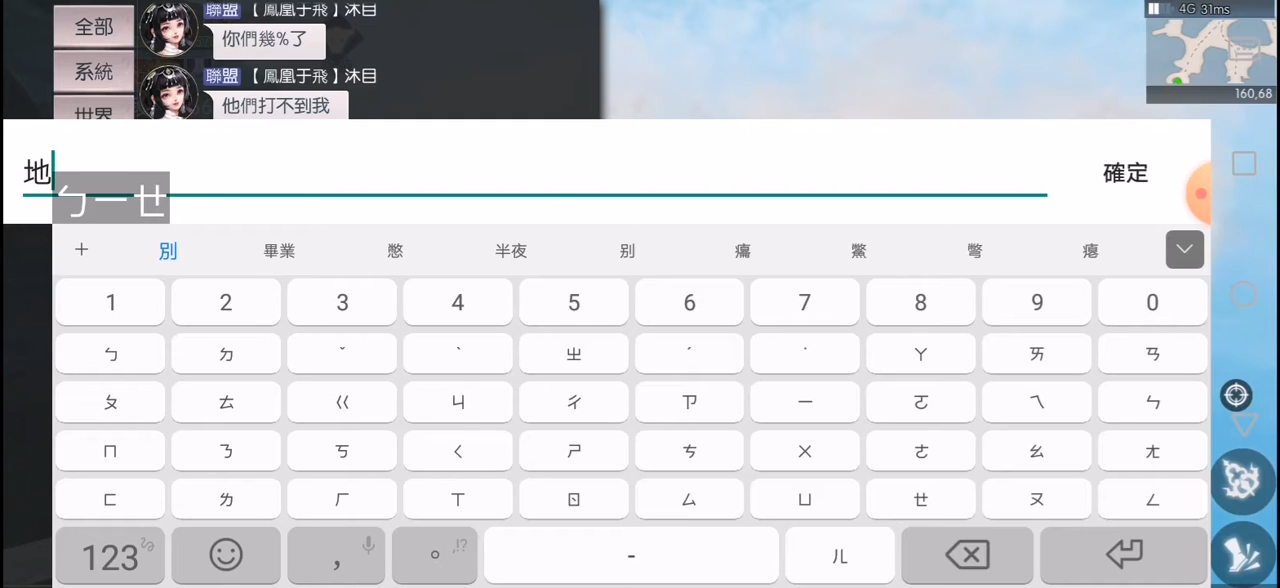 全部
系統
世界
聯盟【鳳凰于飛】沐目
你們幾%了
聯盟【鳳凰于飛】沐目
他們打不到我
4G 31ms
160,68
地
ㄅㄧㄝ
確定
+ 別 畢業 憋 半夜 别 癟 鱉 彆
1 2 3 4 5 6 7 8 9 0
ㄅ ㄉ ˇ ˋ ㄓ ˊ ˙ ㄚ ㄞ ㄢ
ㄆ ㄊ ㄍ ㄐ ㄔ ㄗ ㄧ ㄛ ㄟ ㄣ
ㄇ ㄋ ㄎ ㄑ ㄕ ㄘ ㄨ ㄜ ㄠ ㄤ
ㄈ ㄌ ㄏ ㄒ ㄖ ㄙ ㄩ ㄝ ㄡ ㄥ
123 , 。 ,!? - ㄦ